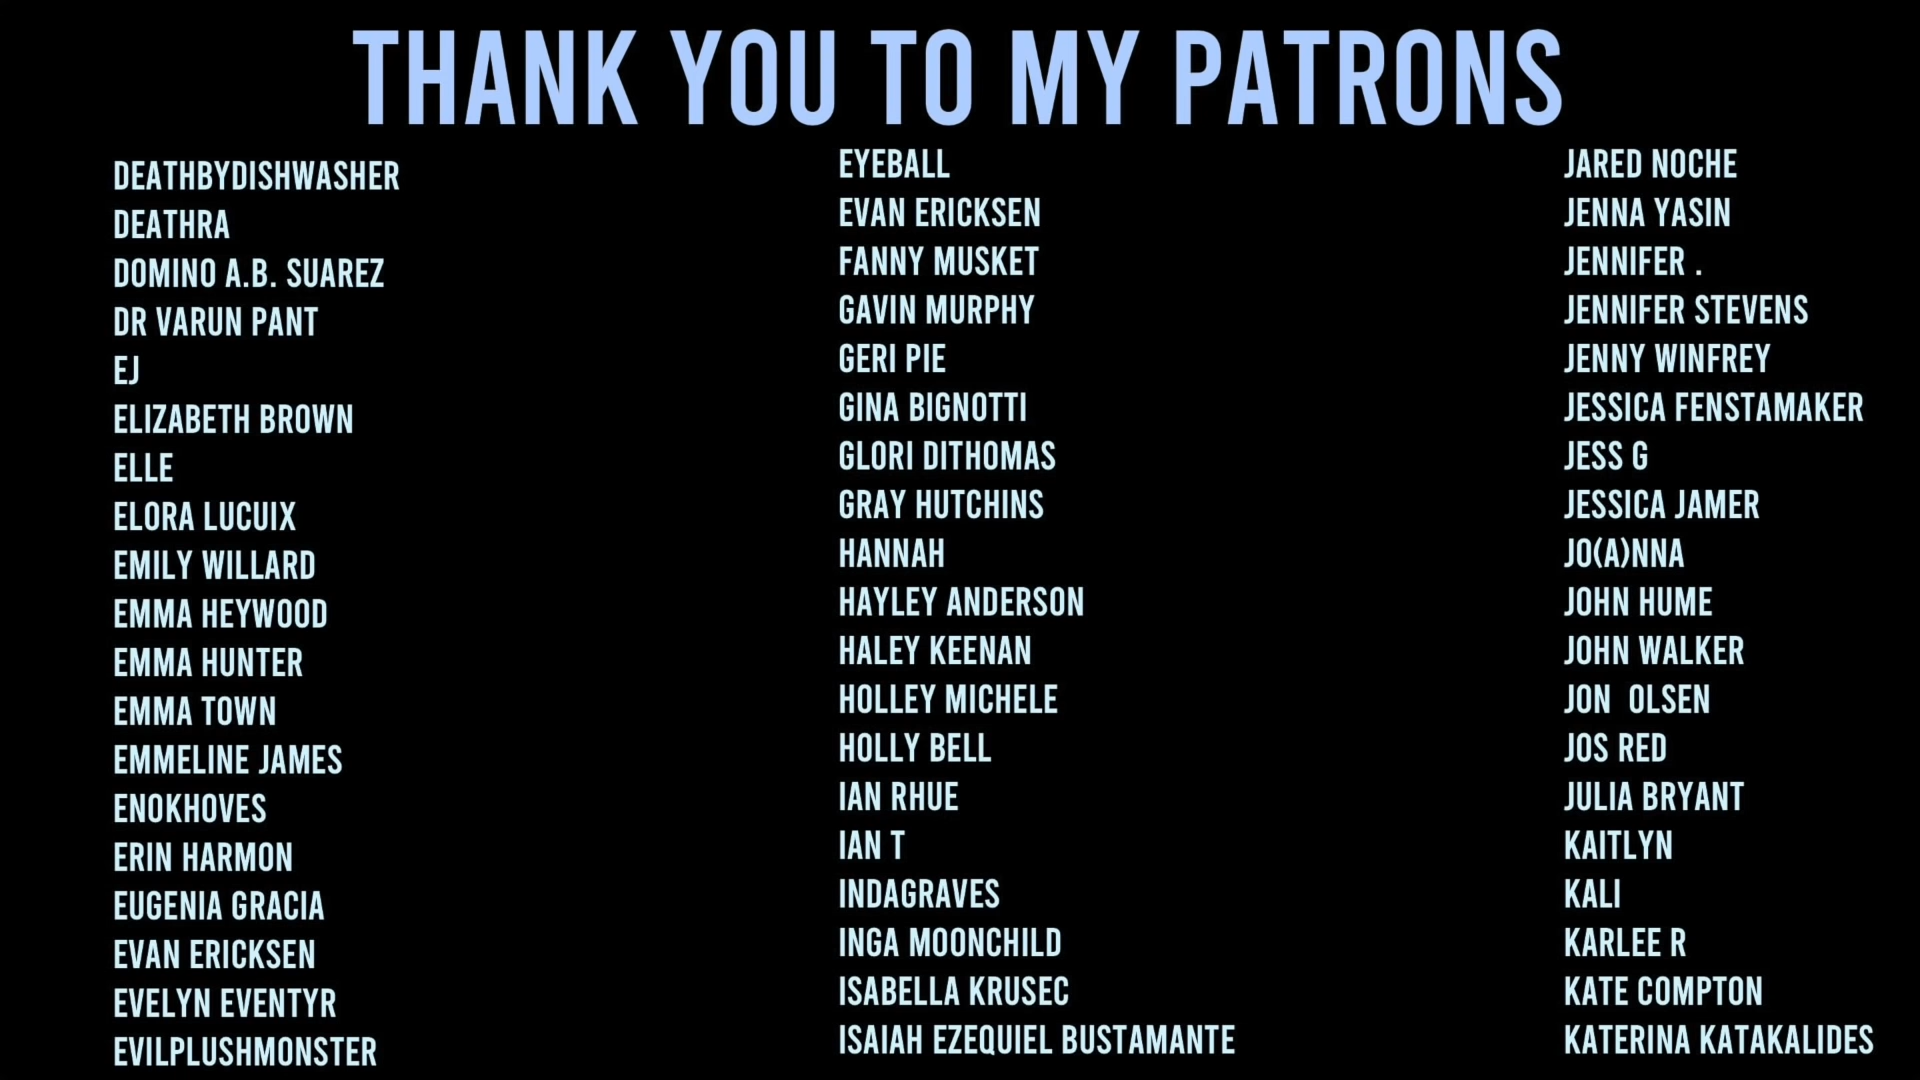 THANK YOU TO MY PATRONS
DEATHBYDISHWASHER
DEATHRA
DOMINO A.B. SUAREZ
DR VARUN PANT
EJ
ELIZABETH BROWN
ELLE
ELORA LUCUIX
EMILY WILLARD
EMMA HEYWOOD
EMMA HUNTER
EMMA TOWN
EMMELINE JAMES
ENOKHOVES
ERIN HARMON
EUGENIA GRACIA
EVAN ERICKSEN
EVELYN EVENTYR
EVILPLUSHMONSTER
EYEBALL
EVAN ERICKSEN
FANNY MUSKET
GAVIN MURPHY
GERI PIE
GINA BIGNOTTI
GLORI DITHOMAS
GRAY HUTCHINS
HANNAH
HAYLEY ANDERSON
HALEY KEENAN
HOLLEY MICHELE
HOLLY BELL
IAN RHUE
IAN T
INDAGRAVES
INGA MOONCHILD
ISABELLA KRUSEC
ISAIAH EZEQUIEL BUSTAMANTE
JARED NOCHE
JENNA YASIN
JENNIFER .
JENNIFER STEVENS
JENNY WINFREY
JESSICA FENSTAMAKER
JESS G
JESSICA JAMER
JO(A)NNA
JOHN HUME
JOHN WALKER
JON  OLSEN
JOS RED
JULIA BRYANT
KAITLYN
KALI
KARLEE R
KATE COMPTON
KATERINA KATAKALIDES